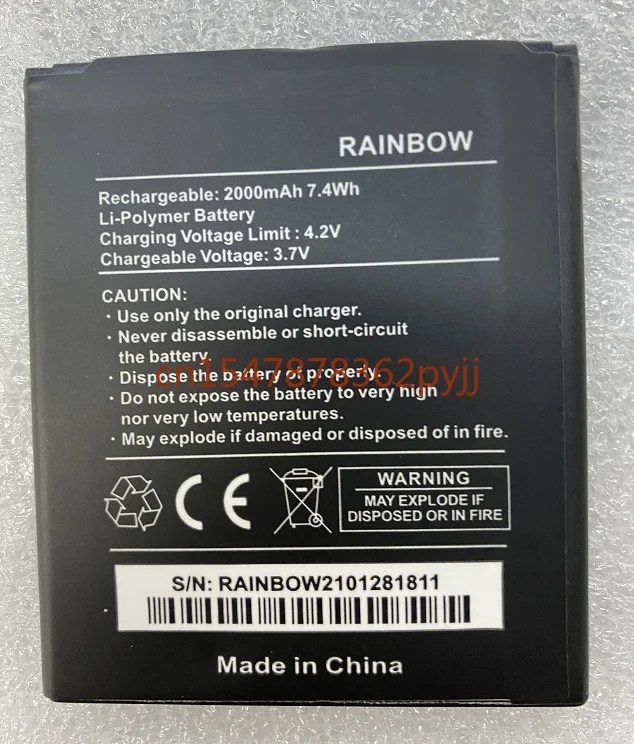 RAINBOW
Rechargeable: 2000mAh 7.4Wh
Li-Polymer Battery
Charging Voltage Limit : 4.2V
Chargeable Voltage: 3.7V
CAUTION:
· Use only the original charger.
· Never disassemble or short-circuit
the battery.
· Dispose the battery of properly.
cn1547878362pyjj
· Do not expose the battery to very high
nor very low temperatures.
· May explode if damaged or disposed of in fire.
CE
WARNING
MAY EXPLODE IF
DISPOSED OR IN FIRE
S/N: RAINBOW2101281811
Made in China